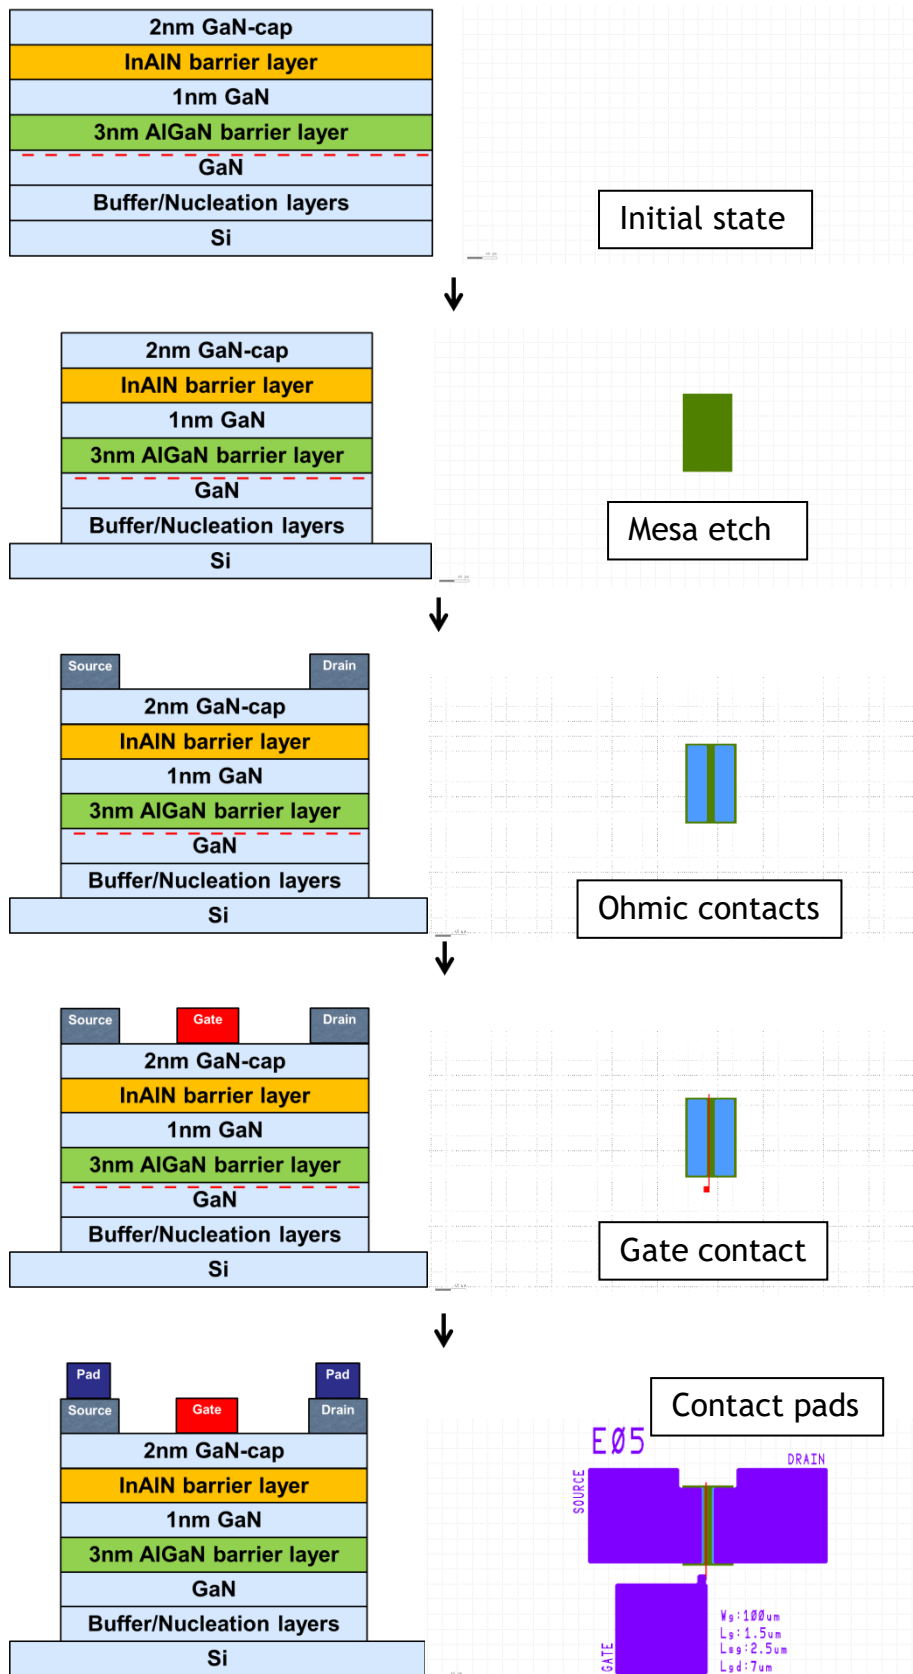 2nm GaN-cap
InAlN barrier layer
1nm GaN
3nm AlGaN barrier layer
GaN
Buffer/Nucleation layers
Si
Initial state
2nm GaN-cap
InAlN barrier layer
1nm GaN
3nm AlGaN barrier layer
GaN
Buffer/Nucleation layers
Si
Mesa etch
Source
Drain
2nm GaN-cap
InAlN barrier layer
1nm GaN
3nm AlGaN barrier layer
GaN
Buffer/Nucleation layers
Si
Ohmic contacts
Source
Gate
Drain
2nm GaN-cap
InAlN barrier layer
1nm GaN
3nm AlGaN barrier layer
GaN
Buffer/Nucleation layers
Si
Gate contact
Pad
Pad
Source
Gate
Drain
2nm GaN-cap
InAlN barrier layer
1nm GaN
3nm AlGaN barrier layer
GaN
Buffer/Nucleation layers
Si
Contact pads
EØ5
DRAIN
SOURCE
GATE
Wg:1ØØum
Lg:1.5um
Lsg:2.5um
Lgd:7um